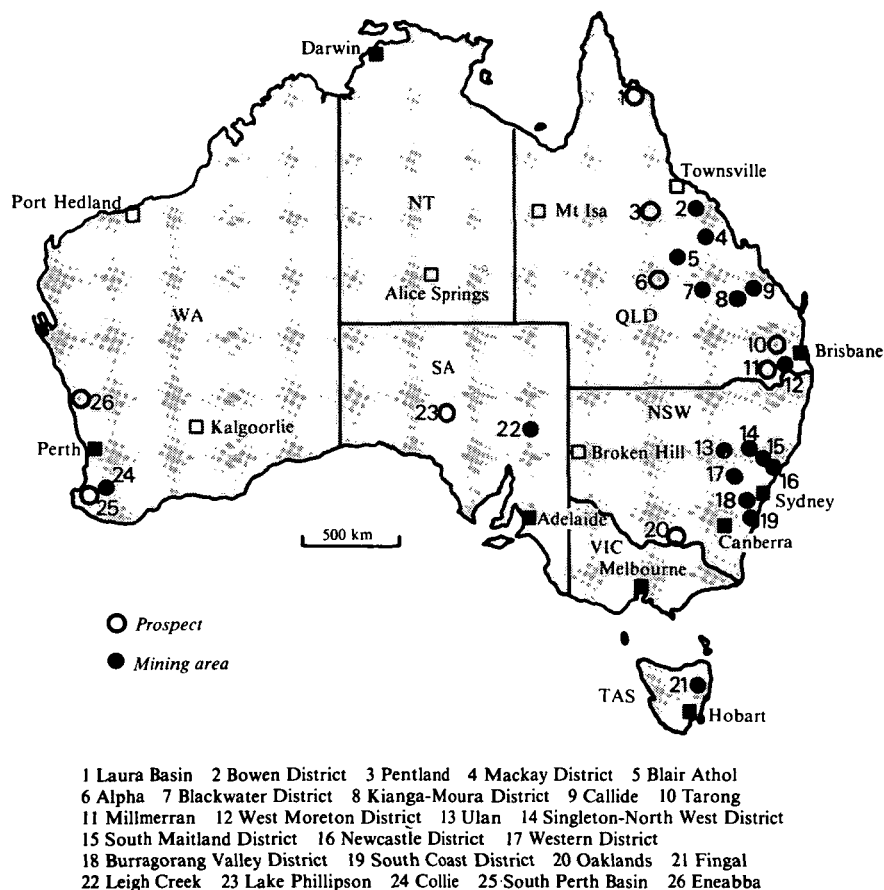 Darwin
1
Townsville
Port Hedland
NT
3
Mt Isa
2
4
5
Alice Springs
6
7
8
9
WA
QLD
10
Brisbane
11
12
SA
26
23
NSW
Kalgoorlie
22
Broken Hill
13
14
15
Perth
16
24
17
25
18
Sydney
500 km
Adelaide
20
19
Canberra
VIC
Melbourne
Prospect
Mining area
21
TAS
Hobart
1 Laura Basin 2 Bowen District 3 Pentland 4 Mackay District 5 Blair Athol
6 Alpha 7 Blackwater District 8 Kianga-Moura District 9 Callide 10 Tarong
11 Millmerran 12 West Moreton District 13 Ulan 14 Singleton-North West District
15 South Maitland District 16 Newcastle District 17 Western District
18 Burragorang Valley District 19 South Coast District 20 Oaklands 21 Fingal
22 Leigh Creek 23 Lake Phillipson 24 Collie 25 South Perth Basin 26 Eneabba